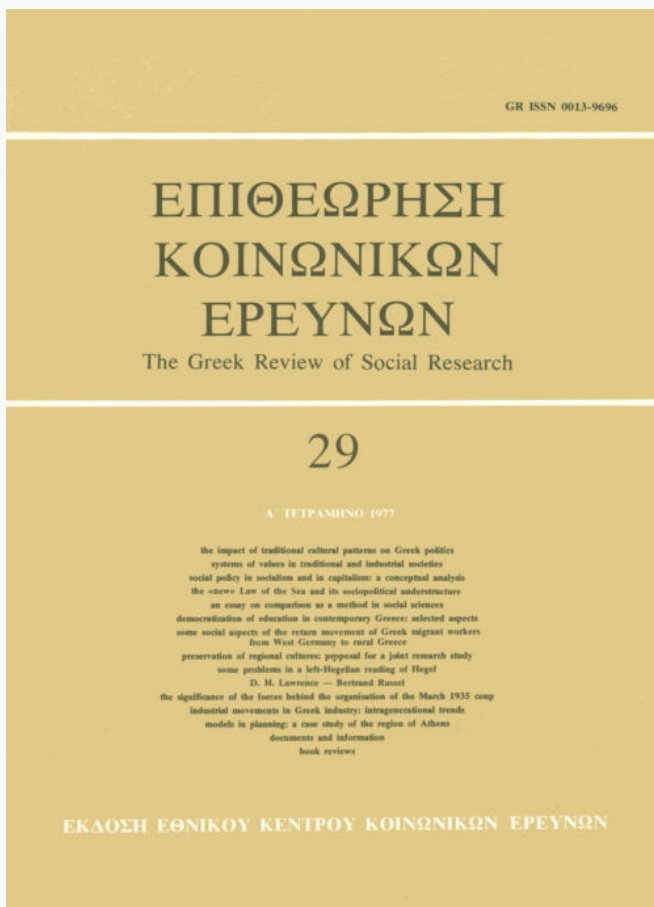 GR ISSN 0013-9696
ΕΠΙΘΕΩΡΗΣΗ
ΚΟΙΝΩΝΙΚΩΝ
ΕΡΕΥΝΩΝ
The Greek Review of Social Research
29
Α΄ ΤΕΤΡΑΜΗΝΟ 1977
the impact of traditional cultural patterns on Greek politics
systems of values in traditional and industrial societies
social policy in socialism and in capitalism: a conceptual analysis
the «new» Law of the Sea and its sociopolitical understructure
an essay on comparison as a method in social sciences
democratization of education in contemporary Greece: selected aspects
some social aspects of the return movement of Greek migrant workers
from West Germany to rural Greece
preservation of regional cultures: proposal for a joint research study
some problems in a left-Hegelian reading of Hegel
D. H. Lawrence — Bertrand Russel
the significance of the forces behind the organisation of the March 1935 coup
industrial movements in Greek industry: intragenerational trends
models in planning: a case study of the region of Athens
documents and information
book reviews
ΕΚΔΟΣΗ ΕΘΝΙΚΟΥ ΚΕΝΤΡΟΥ ΚΟΙΝΩΝΙΚΩΝ ΕΡΕΥΝΩΝ